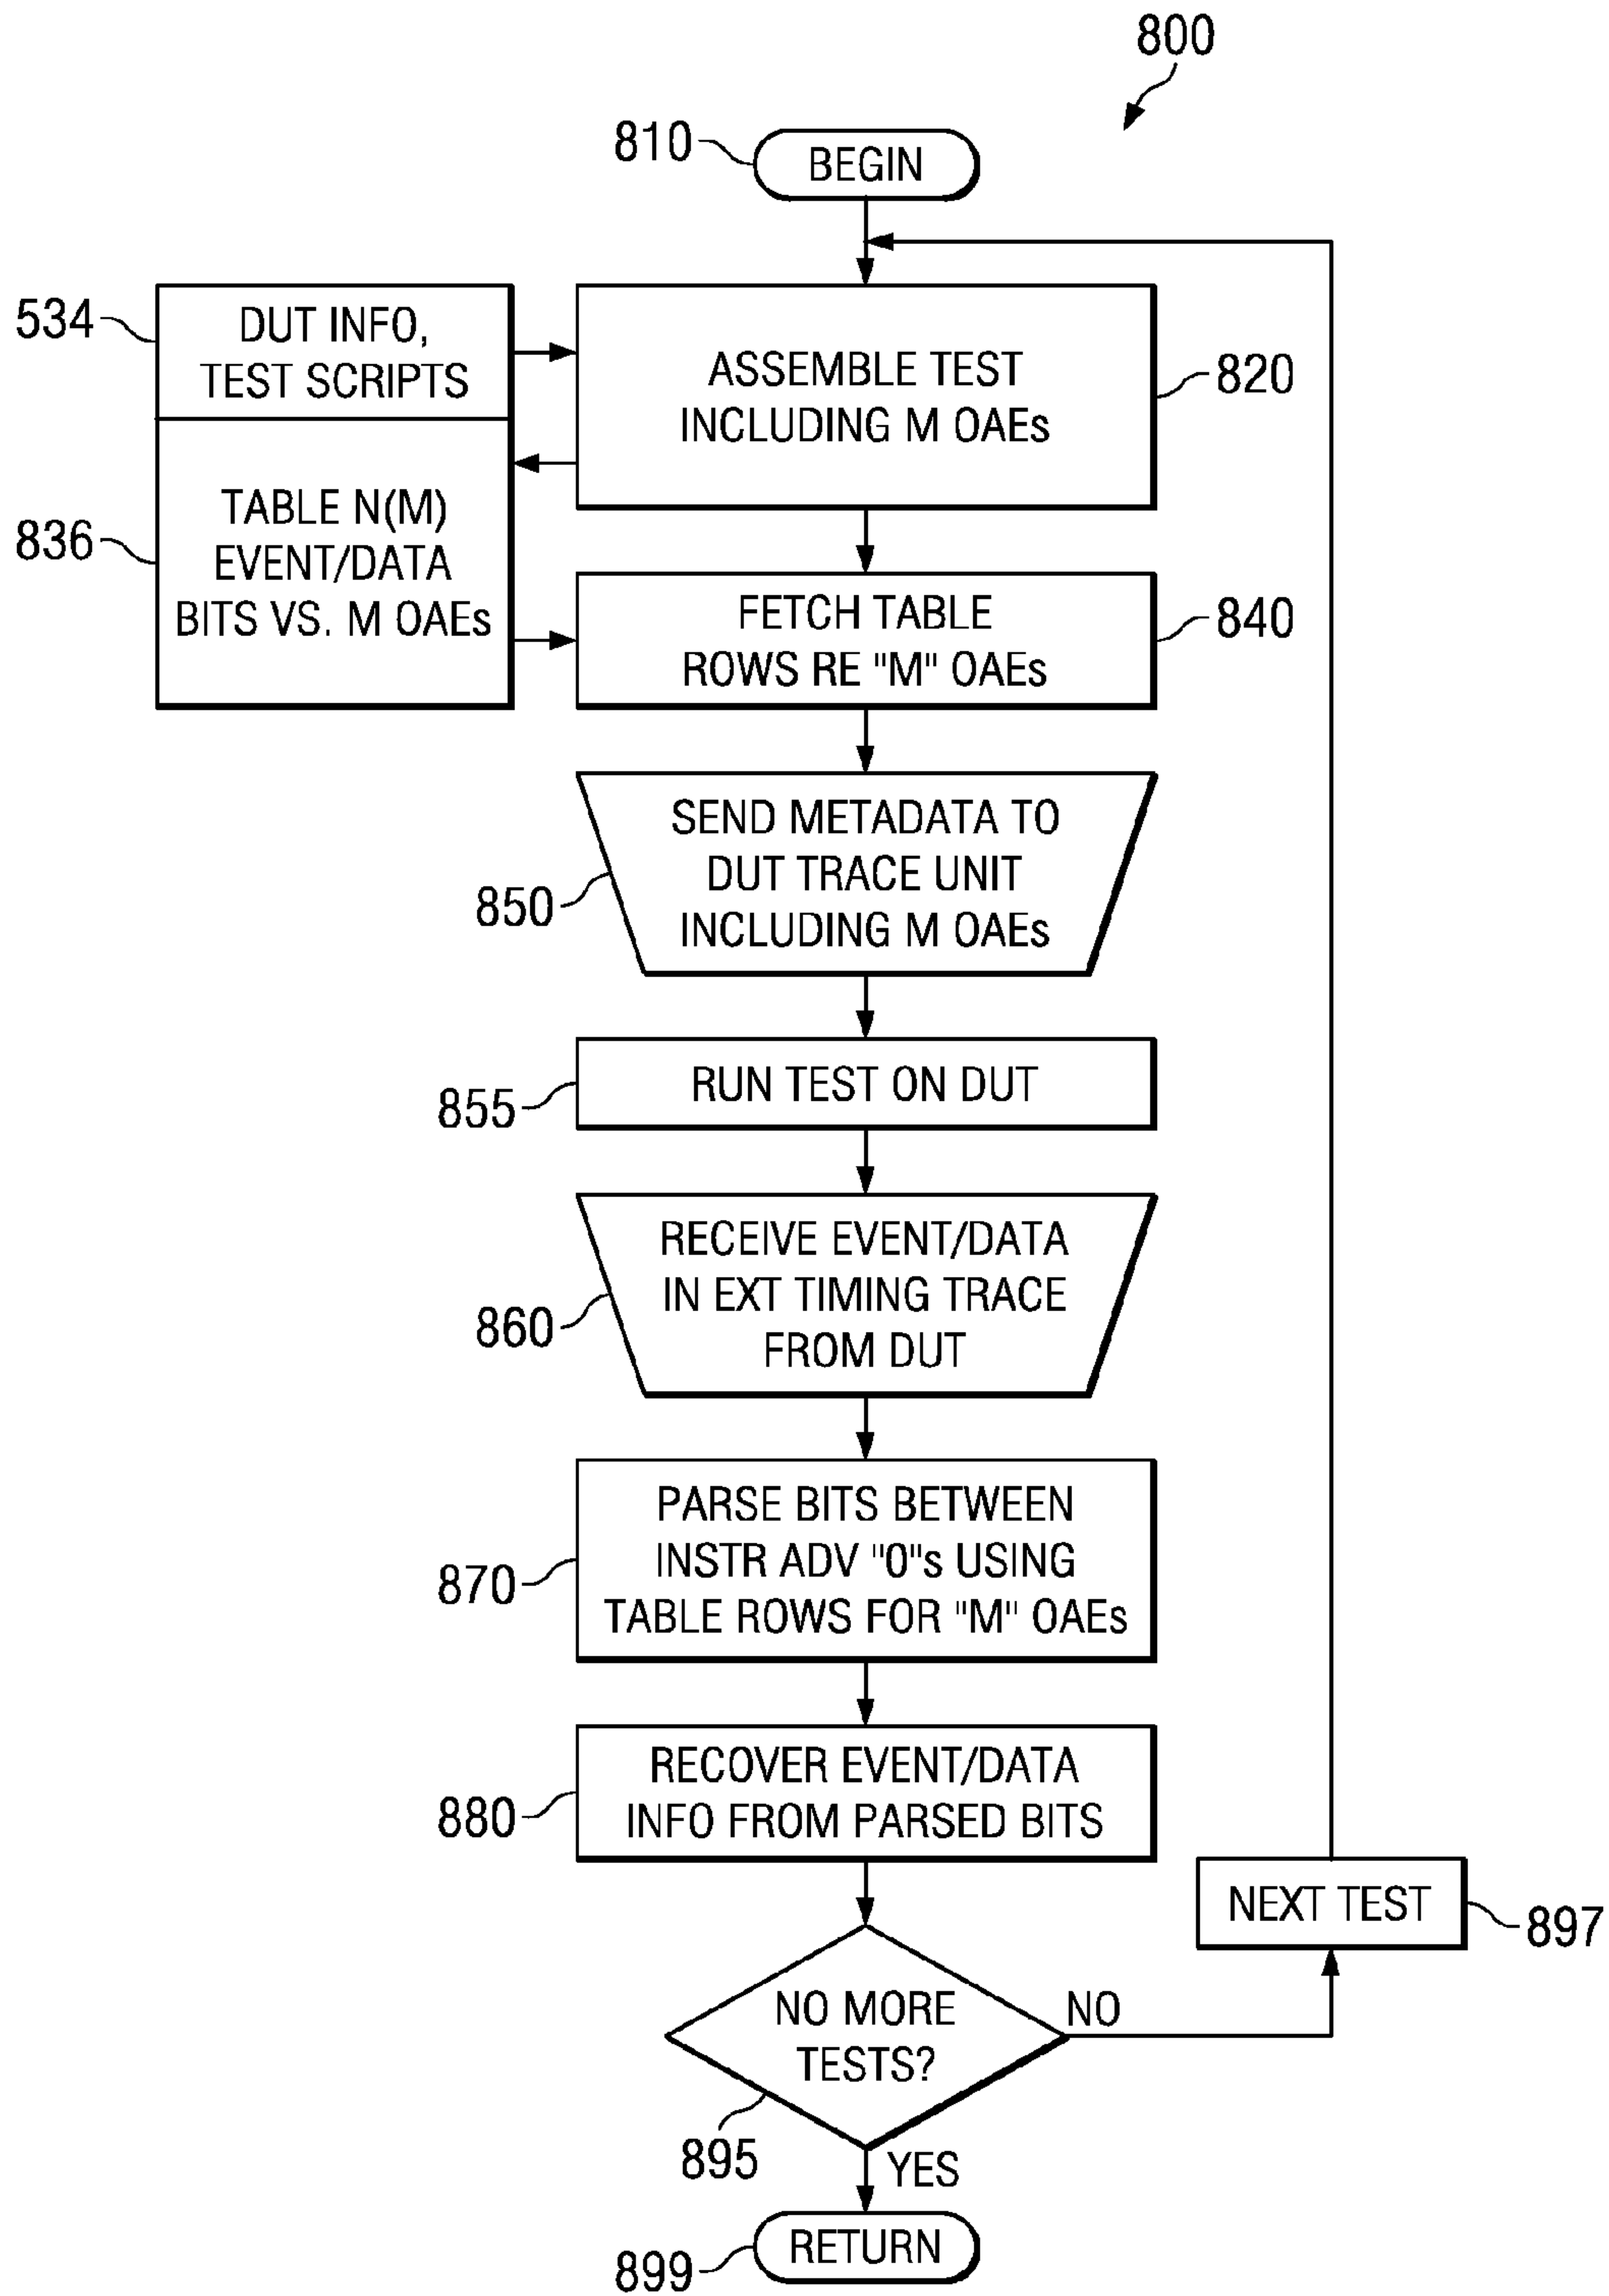 800
810
BEGIN
534
DUT INFO,
TEST SCRIPTS
ASSEMBLE TEST
INCLUDING M OAEs
820
836
TABLE N(M)
EVENT/DATA
BITS VS. M OAEs
FETCH TABLE
ROWS RE "M" OAEs
840
SEND METADATA TO
DUT TRACE UNIT
INCLUDING M OAEs
850
RUN TEST ON DUT
855
RECEIVE EVENT/DATA
IN EXT TIMING TRACE
FROM DUT
860
PARSE BITS BETWEEN
INSTR ADV "0"s USING
TABLE ROWS FOR "M" OAEs
870
RECOVER EVENT/DATA
INFO FROM PARSED BITS
880
NEXT TEST
897
NO MORE
TESTS?
NO
895
YES
RETURN
899